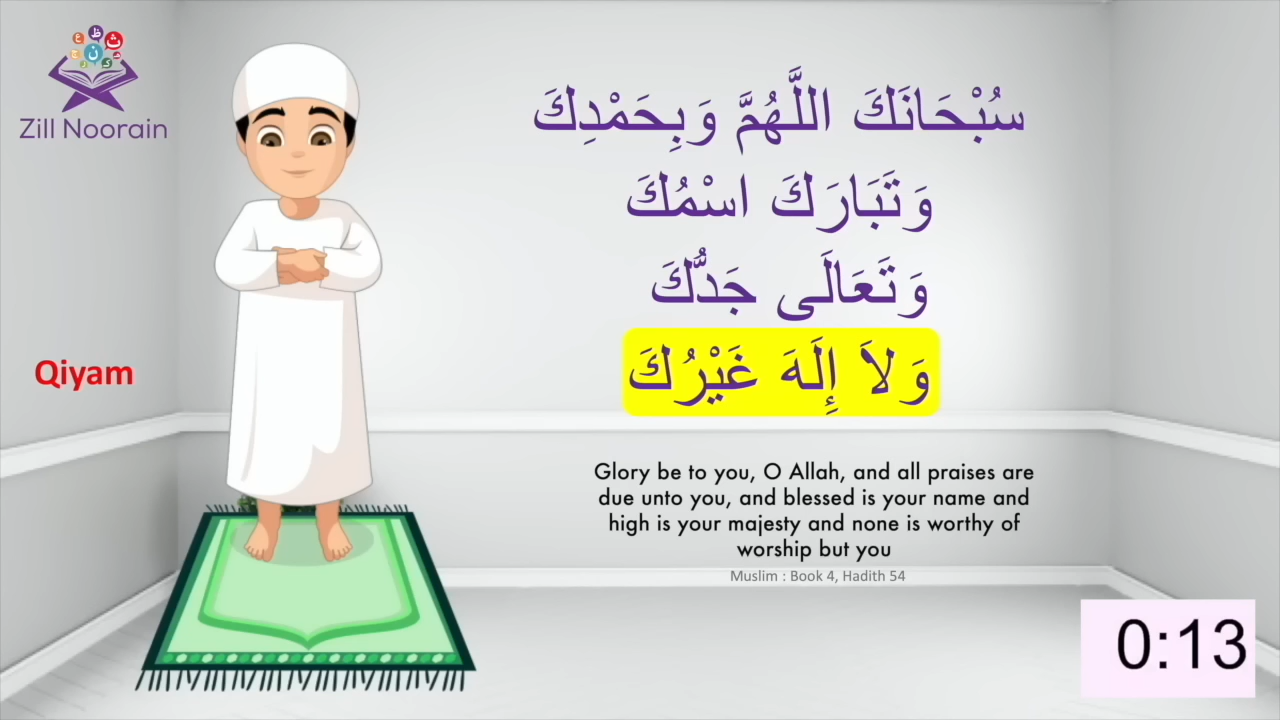 Zill Noorain
سُبْحَانَكَ اللَّهُمَّ وَبِحَمْدِكَ
وَتَبَارَكَ اسْمُكَ
وَتَعَالَى جَدُّكَ
وَلاَ إِلَهَ غَيْرُكَ
Qiyam
Glory be to you, O Allah, and all praises are
due unto you, and blessed is your name and
high is your majesty and none is worthy of
worship but you
Muslim : Book 4, Hadith 54
0:13